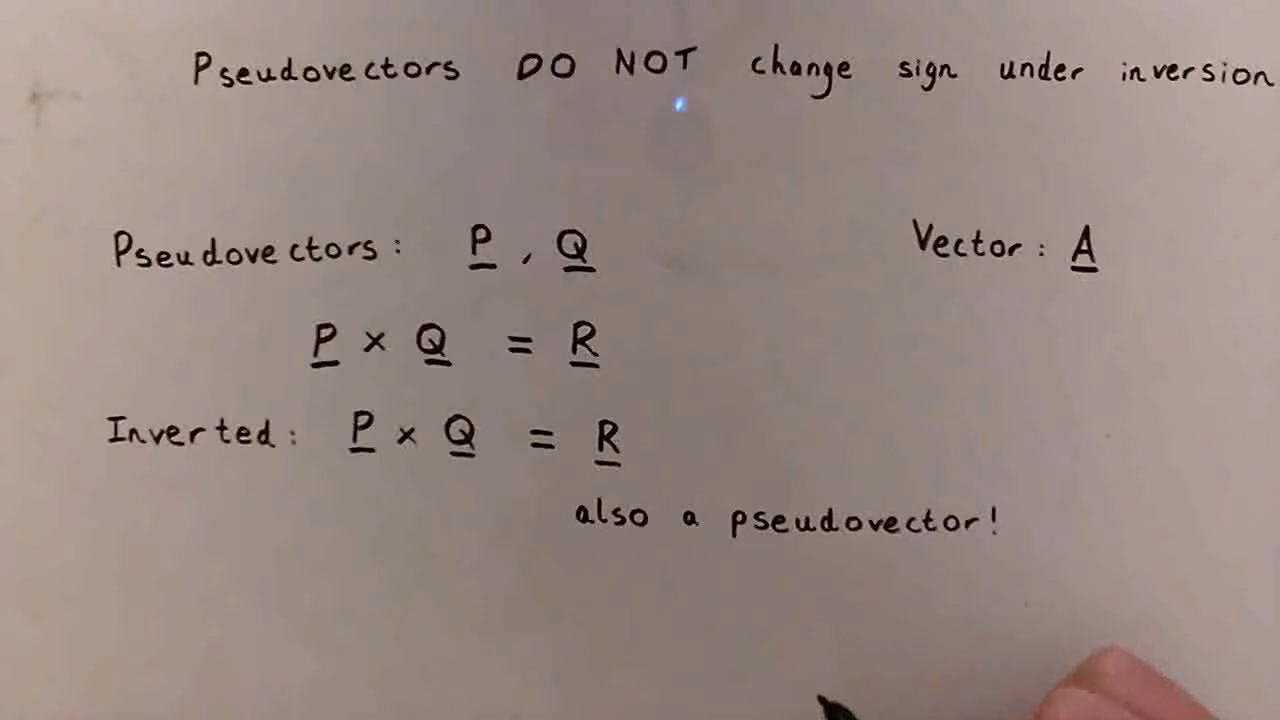 Pseudovectors DO NOT change sign under inversion
Pseudovectors: P, Q
Vector: A
P × Q = R
Inverted: P × Q = R
also a pseudovector!